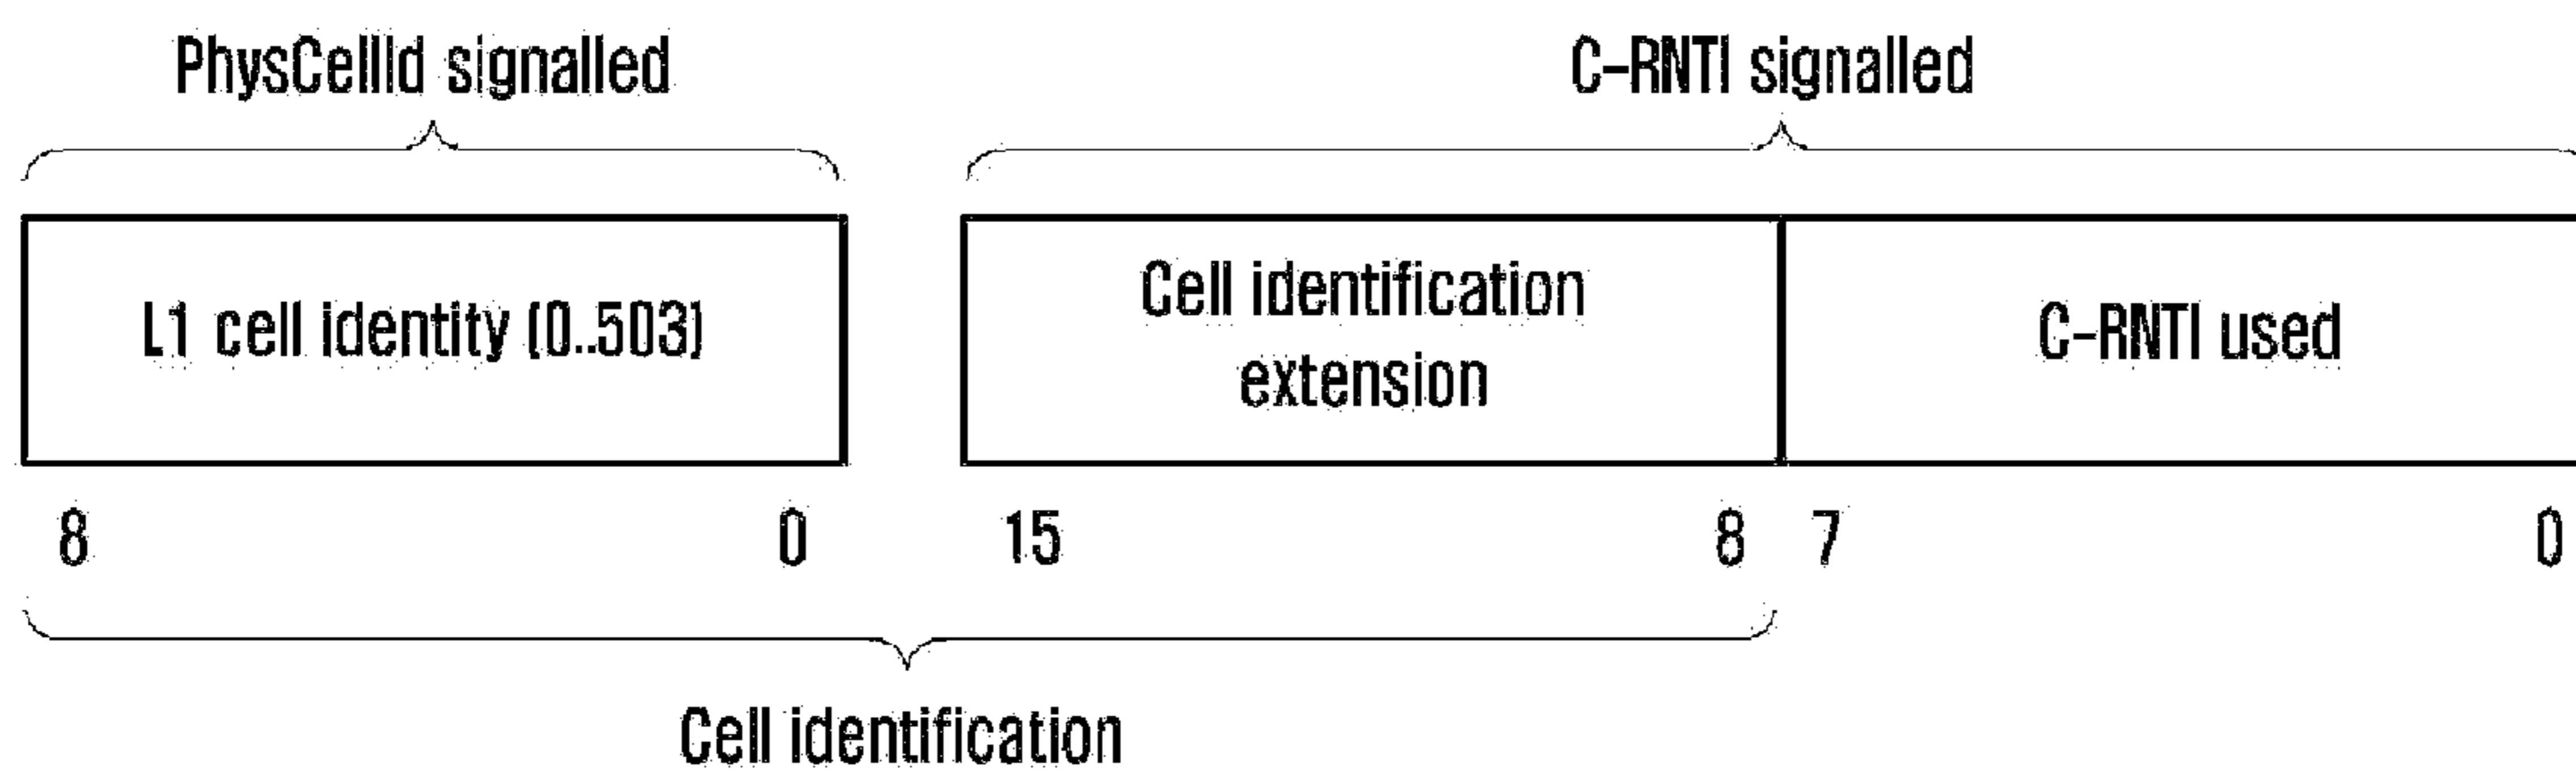 PhysCellId signalled
C-RNTI signalled
L1 cell identity (0..503)
Cell identification
extension
C-RNTI used
8 0 15 8 7 0
Cell identification